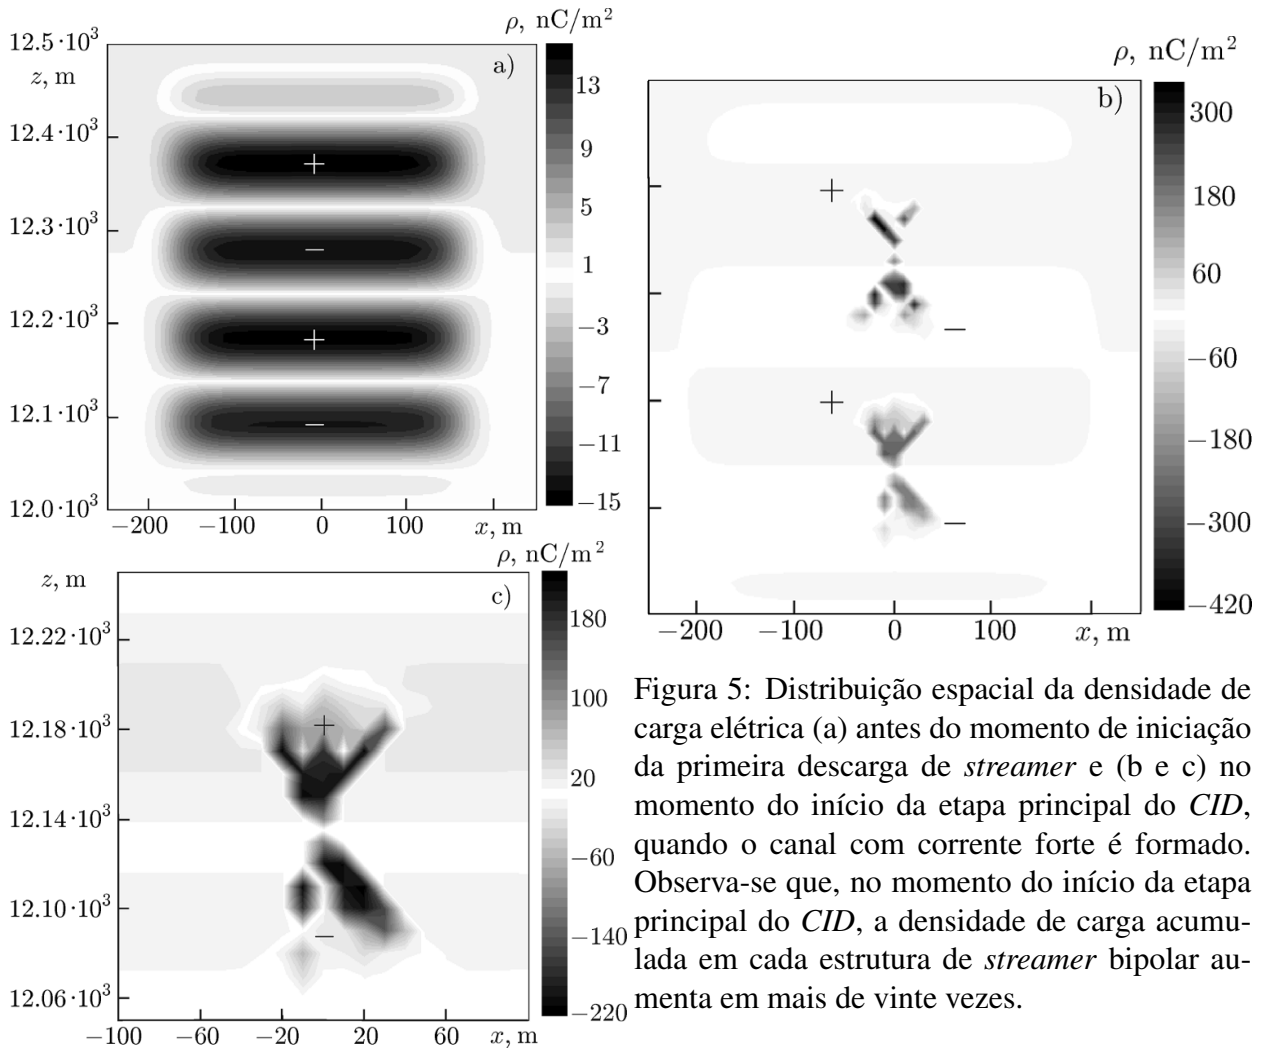 ρ, nC/m²
12.5·10³
z, m
a)
13
12.4·10³
+
9
5
12.3·10³
−
1
12.2·10³
+
−3
−7
12.1·10³
−
−11
12.0·10³
−15
−200
−100
0
100
x, m
ρ, nC/m²
b)
300
+
180
60
−
−60
+
−180
−
−300
−420
−200
−100
0
100
x, m
ρ, nC/m²
z, m
c)
180
12.22·10³
100
12.18·10³
+
20
12.14·10³
−60
12.10·10³
−
−140
12.06·10³
−220
−100
−60
−20
20
60
x, m
Figura 5: Distribuição espacial da densidade de
carga elétrica (a) antes do momento de iniciação
da primeira descarga de streamer e (b e c) no
momento do início da etapa principal do CID,
quando o canal com corrente forte é formado.
Observa-se que, no momento do início da etapa
principal do CID, a densidade de carga acumu-
lada em cada estrutura de streamer bipolar au-
menta em mais de vinte vezes.